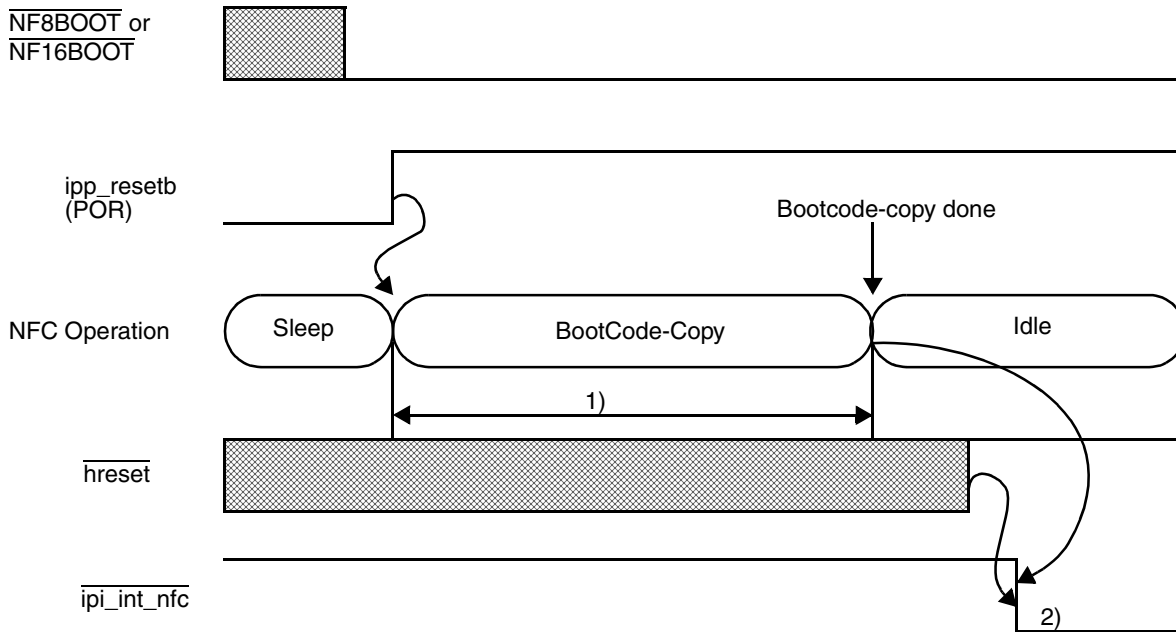 NF8BOOT or
NF16BOOT
ipp_resetb
(POR)
Bootcode-copy done
NFC Operation
Sleep
BootCode-Copy
Idle
1)
hreset
ipi_int_nfc
2)